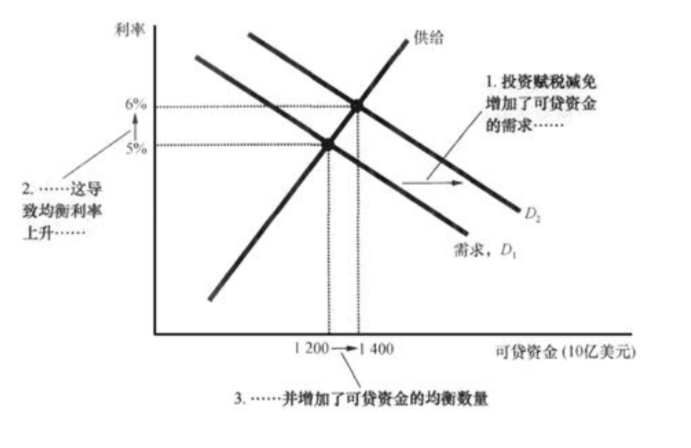 利率
供给
1. 投资赋税减免
增加了可贷资金
的需求……
6%
5%
2. ……这导
致均衡利率
上升……
D₂
需求，D₁
1 200
1 400
可贷资金 (10亿美元)
3. ……并增加了可贷资金的均衡数量